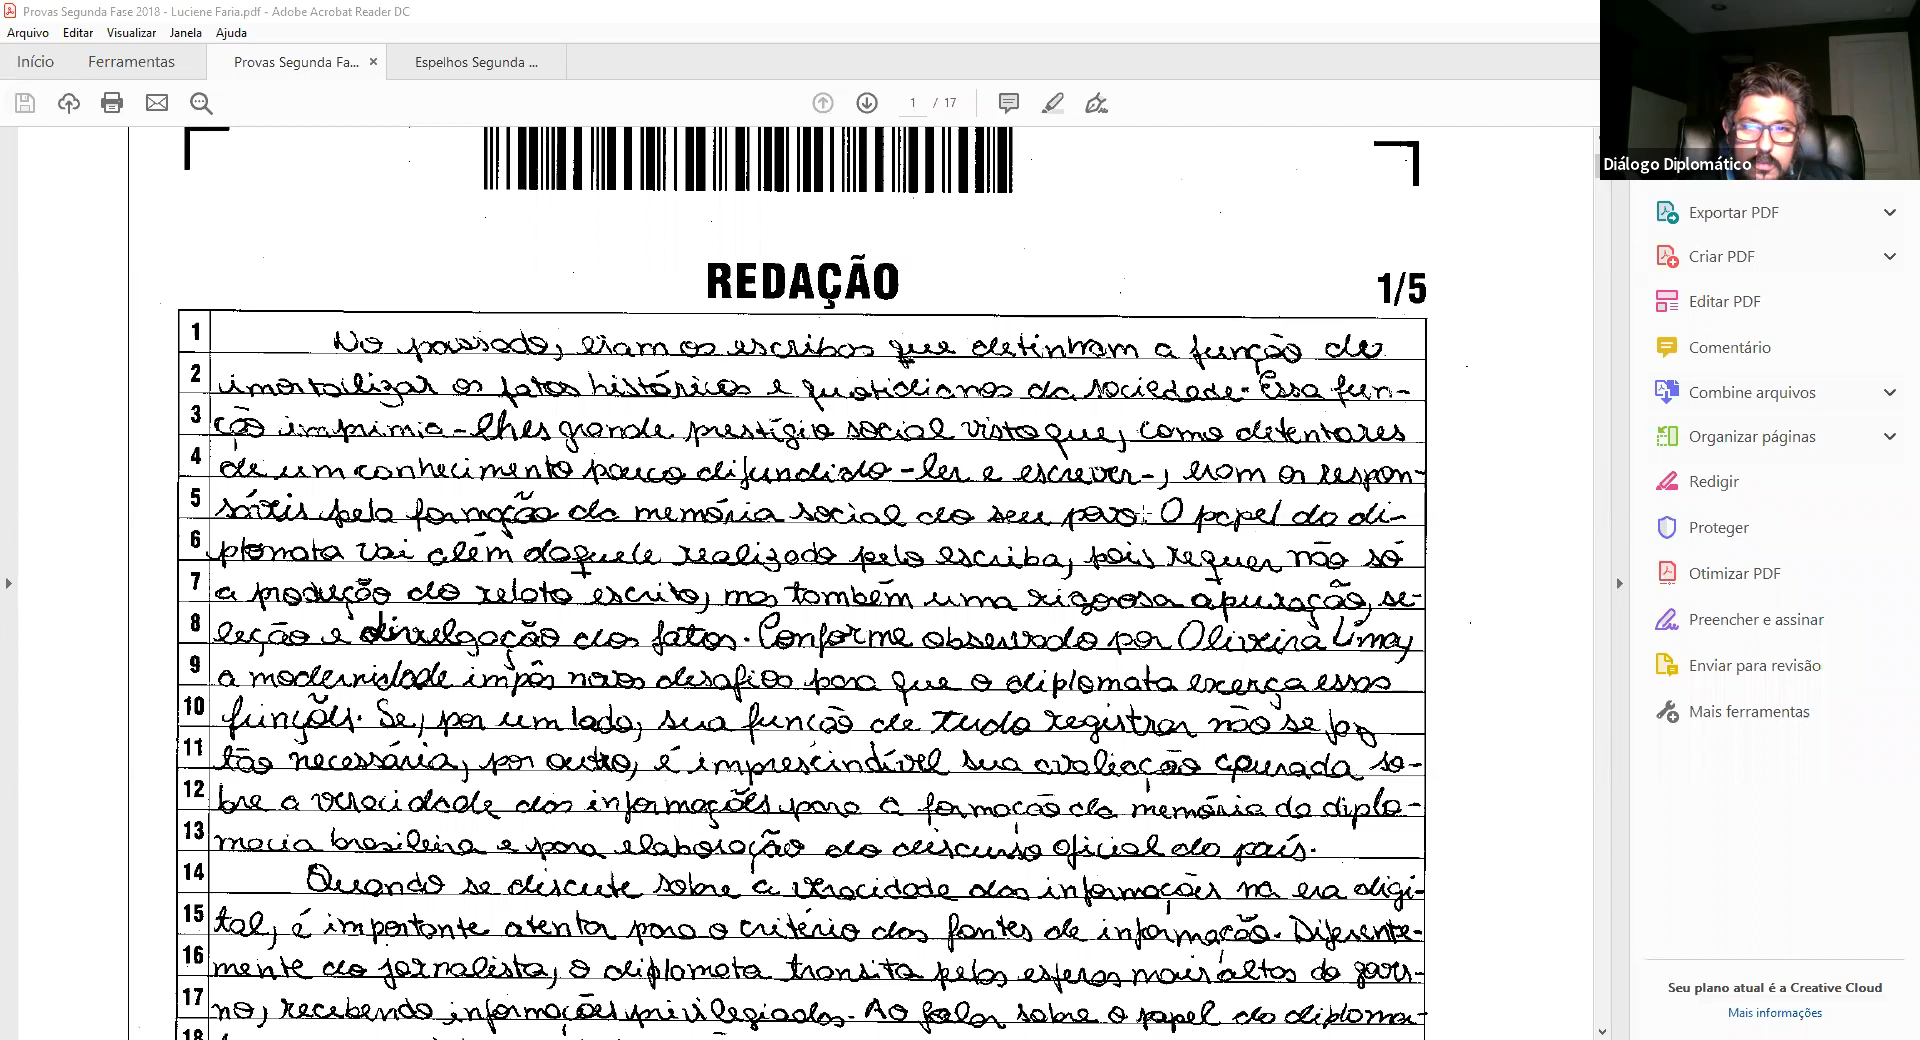 Provas Segunda Fase 2018 - Luciene Faria.pdf - Adobe Acrobat Reader DC
Arquivo Editar Visualizar Janela Ajuda
Início Ferramentas Provas Segunda Fa... × Espelhos Segunda ...
1 / 17
Diálogo Diplomático
REDAÇÃO
1/5
1 No passado, eram os escribas que detinham a função de
2 imortalizar os fatos históricos e quotidianos da sociedade. Essa fun-
3 ção imprimia-lhes grande prestígio social visto que, como detentores
4 de um conhecimento pouco difundido - ler e escrever -, eram os respon-
5 sáveis pela formação da memória social do seu povo. O papel do di-
6 plomata vai além daquele realizado pelo escriba, pois requer não só
7 a produção do relato escrito, mas também uma rigorosa apuração, se-
8 leção e divulgação dos fatos. Conforme observado por Oliveira Lima,
9 a modernidade impôs novos desafios para que o diplomata exerça essas
10 funções. Se, por um lado, sua função de tudo registrar não se faz
11 tão necessária, por outro, é imprescindível sua avaliação apurada so-
12 bre a veracidade das informações para a formação da memória da diplo-
13 macia brasileira e para elaboração do discurso oficial do país.
14 Quando se discute sobre a veracidade das informações na era digi-
15 tal, é importante atentar para o critério das fontes de informação. Diferente-
16 mente do jornalista, o diplomata transita pelas esferas mais altas do gover-
17 no, recebendo informações privilegiadas. Ao falar sobre o papel do diploma-
18
Exportar PDF
Criar PDF
Editar PDF
Comentário
Combine arquivos
Organizar páginas
Redigir
Proteger
Otimizar PDF
Preencher e assinar
Enviar para revisão
Mais ferramentas
Seu plano atual é a Creative Cloud
Mais informações